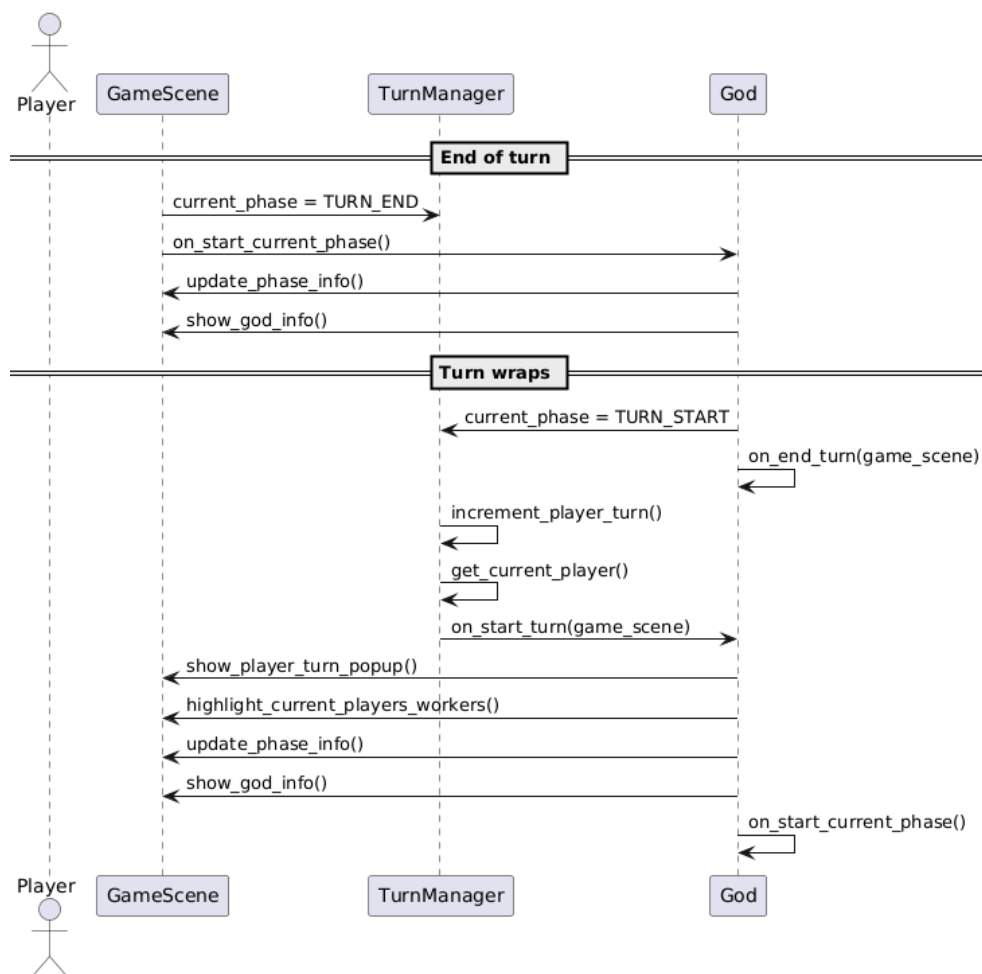 Player
GameScene
TurnManager
God
End of turn
current_phase = TURN_END
on_start_current_phase()
update_phase_info()
show_god_info()
Turn wraps
current_phase = TURN_START
on_end_turn(game_scene)
increment_player_turn()
get_current_player()
on_start_turn(game_scene)
show_player_turn_popup()
highlight_current_players_workers()
update_phase_info()
show_god_info()
on_start_current_phase()
Player
GameScene
TurnManager
God